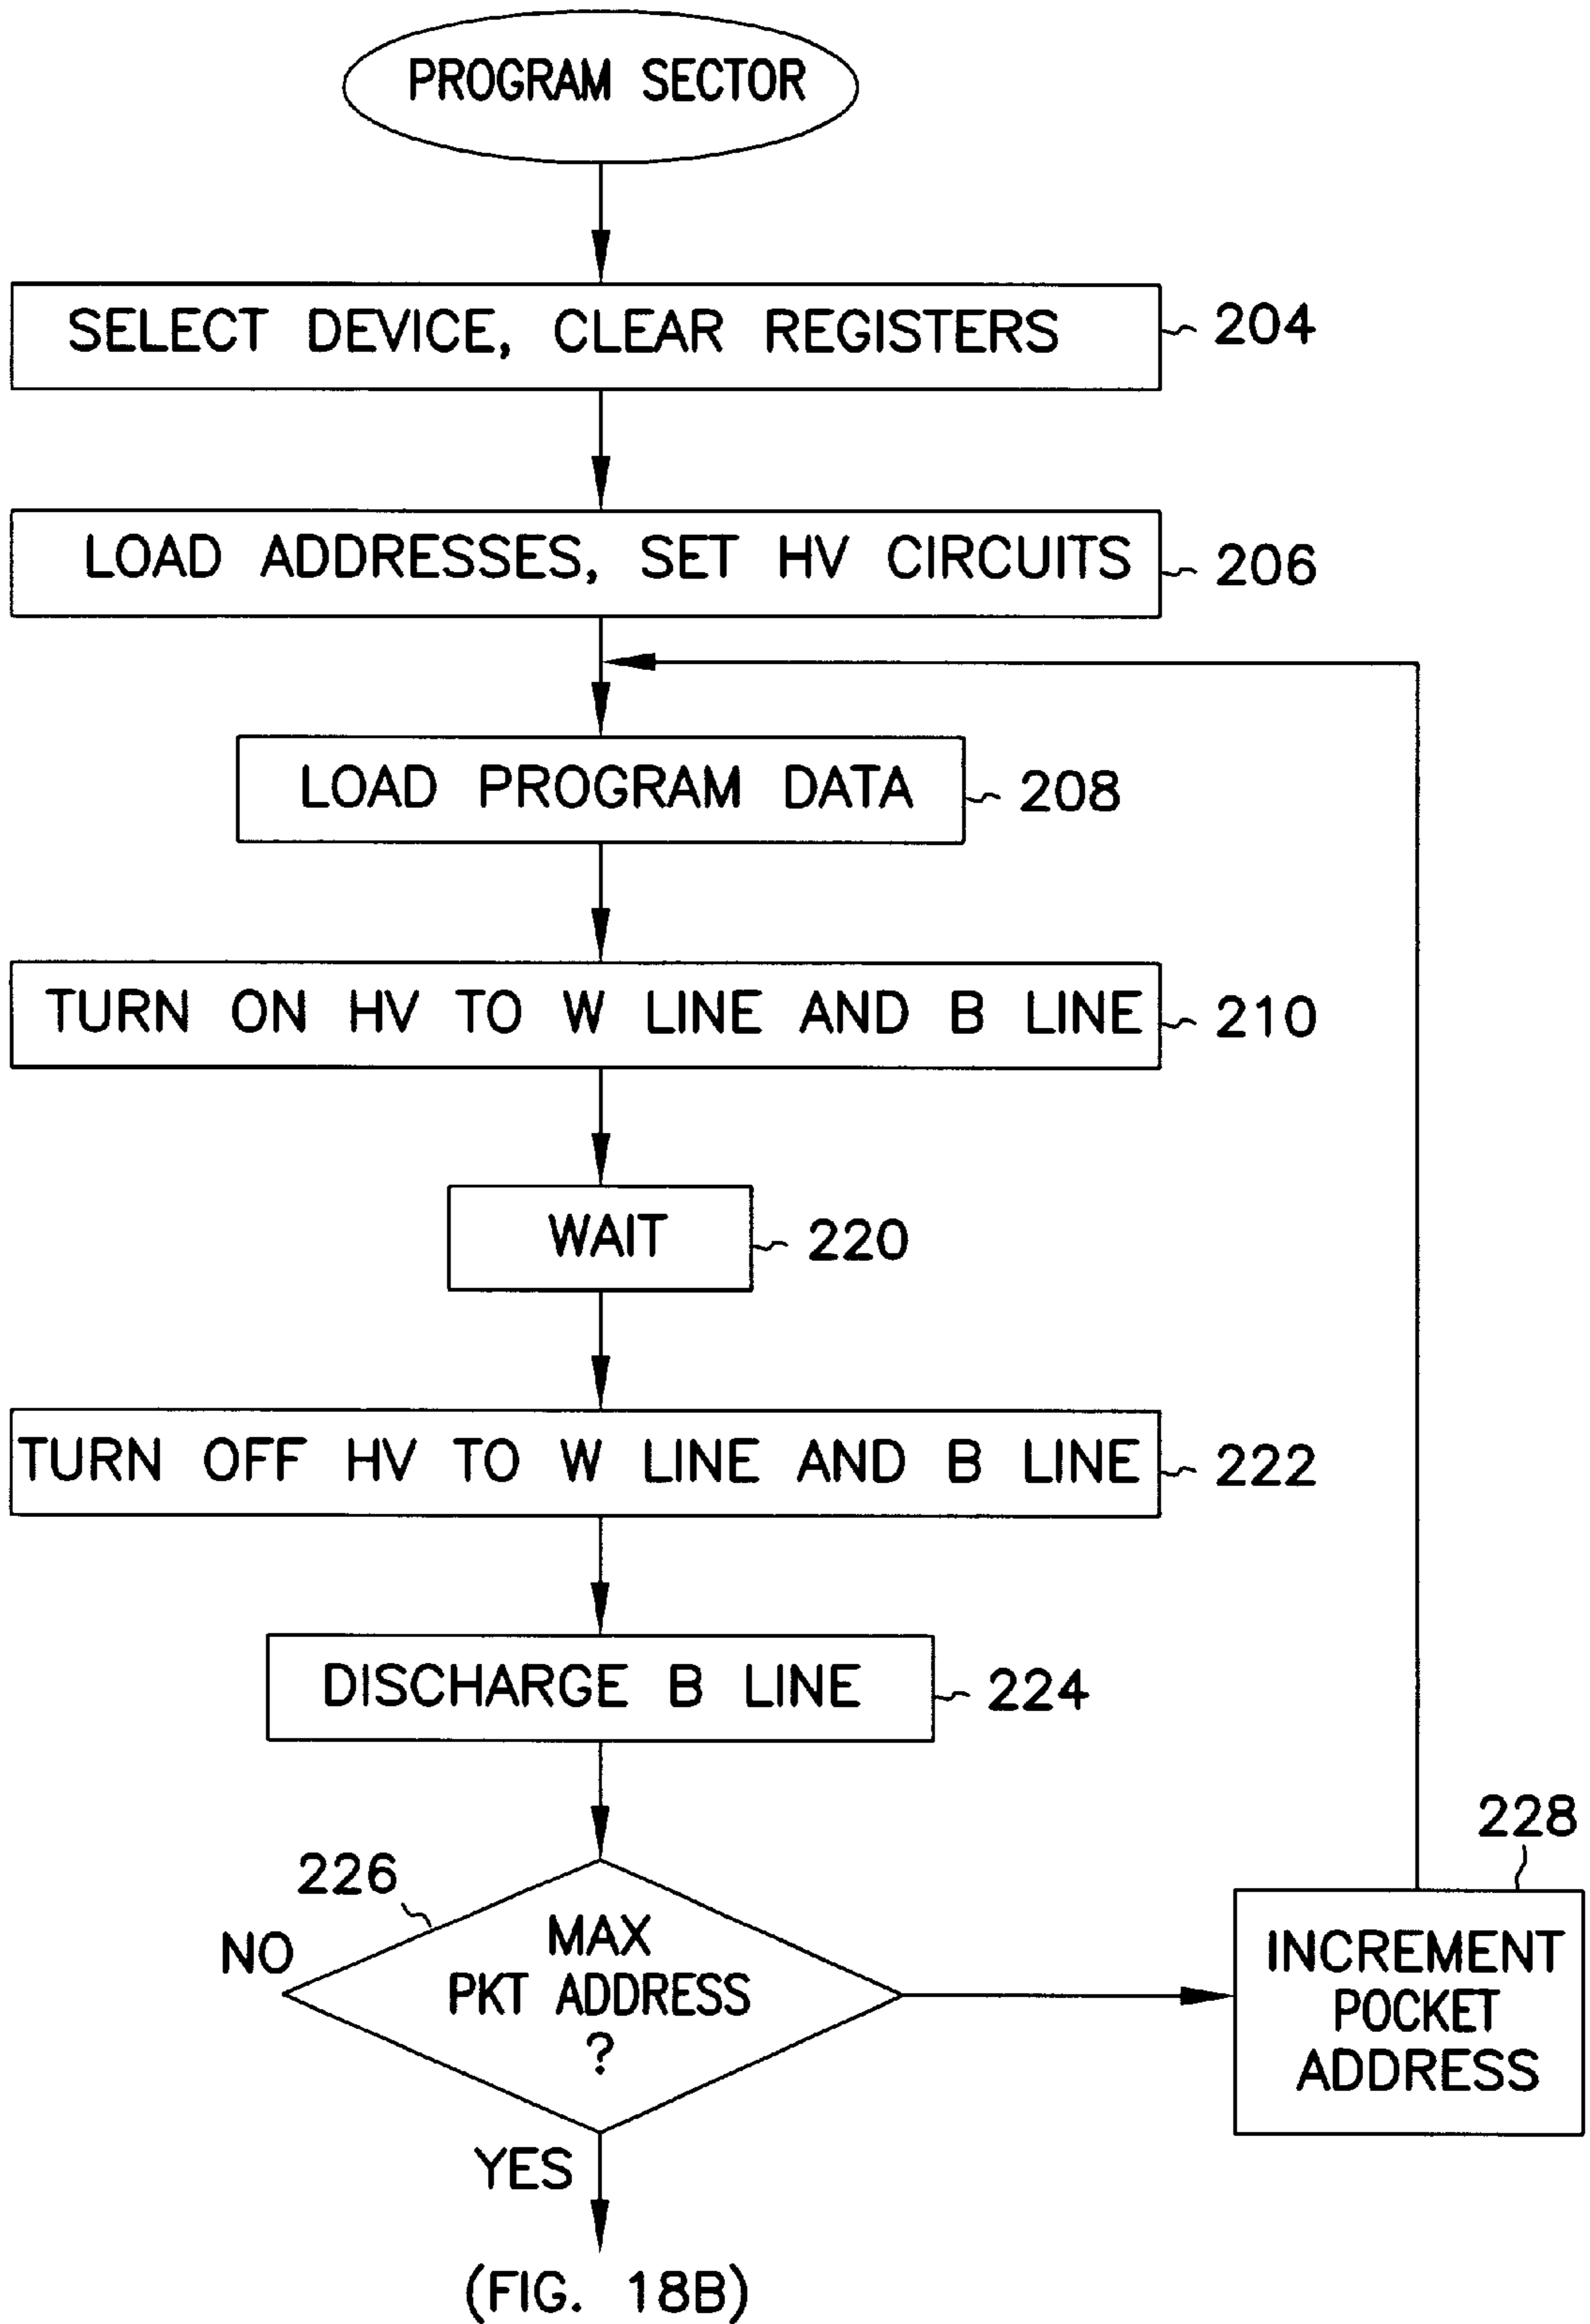 PROGRAM SECTOR
SELECT DEVICE, CLEAR REGISTERS
204
LOAD ADDRESSES, SET HV CIRCUITS
206
LOAD PROGRAM DATA
208
TURN ON HV TO W LINE AND B LINE
210
WAIT
220
TURN OFF HV TO W LINE AND B LINE
222
DISCHARGE B LINE
224
226
NO
MAX
PKT ADDRESS
?
YES
228
INCREMENT
POCKET
ADDRESS
(FIG. 18B)